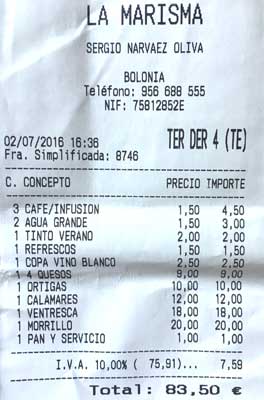 LA MARISMA
SERGIO NARVAEZ OLIVA
BOLONIA
Teléfono: 956 688 555
NIF: 75812852E
02/07/2016 16:36 TER DER 4 (TE)
Fra. Simplificada: 8746
C. CONCEPTO PRECIO IMPORTE
3 CAFE/INFUSION 1,50 4,50
2 AGUA GRANDE 1,50 3,00
1 TINTO VERANO 2,00 2,00
1 REFRESCOS 1,50 1,50
1 COPA VINO BLANCO 2,50 2,50
1 4 QUESOS 9,00 9,00
1 ORTIGAS 10,00 10,00
1 CALAMARES 12,00 12,00
1 VENTRESCA 18,00 18,00
1 MORRILLO 20,00 20,00
1 PAN Y SERVICIO 1,00 1,00
I.V.A. 10,00% ( 75,91)... 7,59
Total: 83,50 €